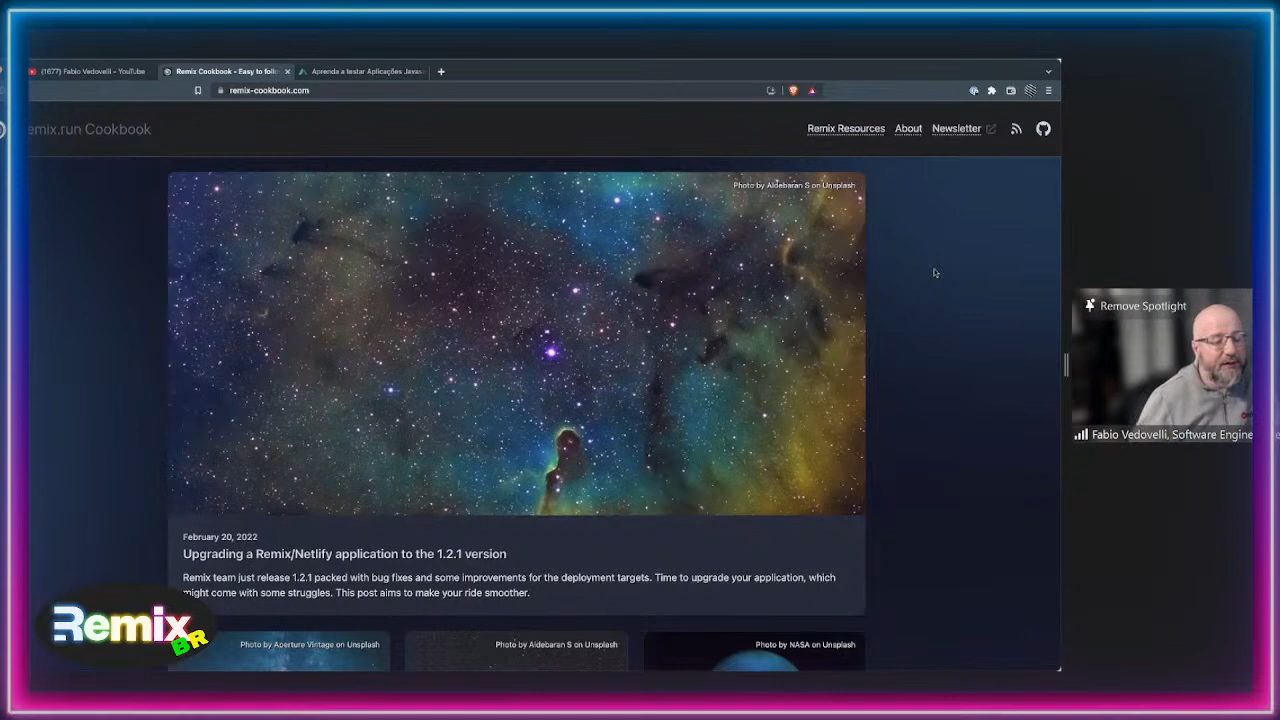 (1677) Fabio Vedovelli - YouTube
Remix Cookbook - Easy to follo
Aprenda a testar Aplicações Javas
remix-cookbook.com
emix.run Cookbook
Remix Resources
About
Newsletter
Photo by Aldebaran S on Unsplash
Remove Spotlight
Fabio Vedovelli, Software Engine
February 20, 2022
Upgrading a Remix/Netlify application to the 1.2.1 version
Remix team just release 1.2.1 packed with bug fixes and some improvements for the deployment targets. Time to upgrade your application, which
might come with some struggles. This post aims to make your ride smoother.
Remix
BR
Photo by Aperture Vintage on Unsplash
Photo by Aldebaran S on Unsplash
Photo by NASA on Unsplash